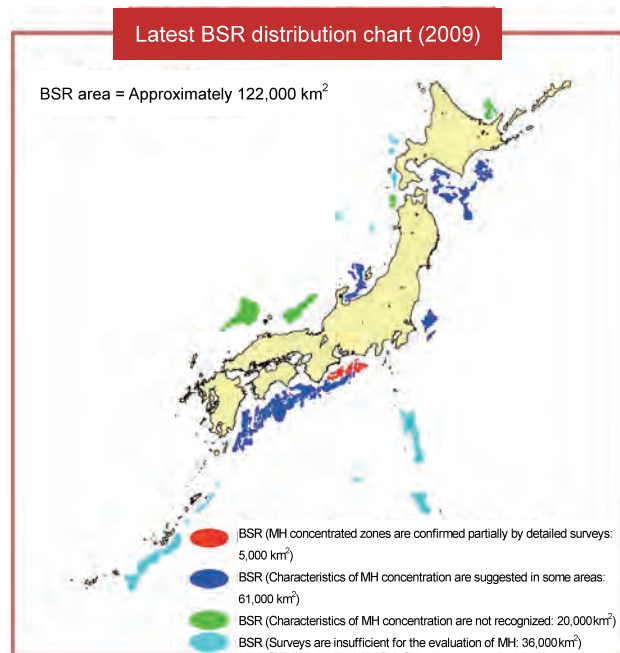 Latest BSR distribution chart (2009)
BSR area = Approximately 122,000 km²
BSR (MH concentrated zones are confirmed partially by detailed surveys:
5,000 km²)
BSR (Characteristics of MH concentration are suggested in some areas:
61,000 km²)
BSR (Characteristics of MH concentration are not recognized: 20,000km²)
BSR (Surveys are insufficient for the evaluation of MH: 36,000km²)